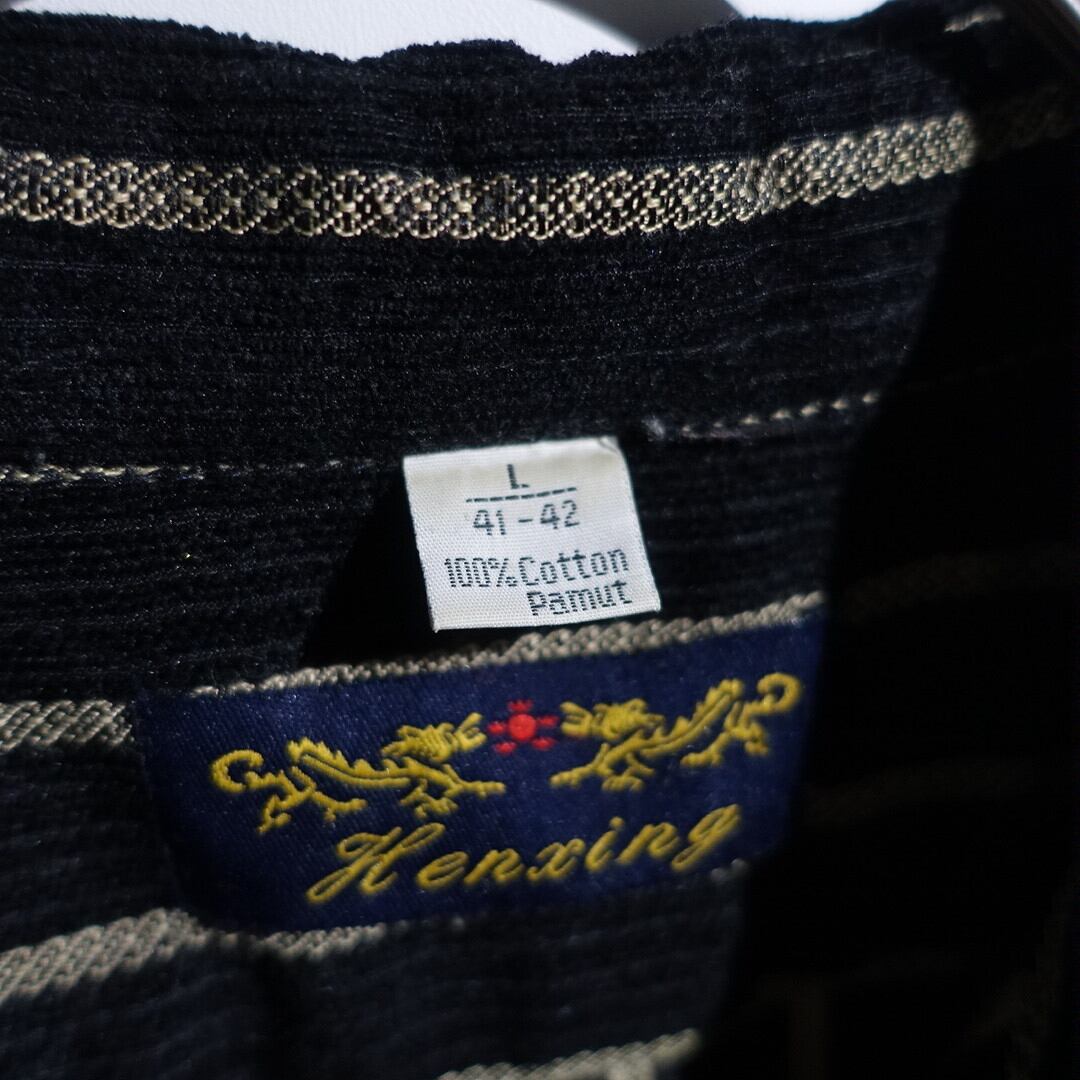 L
41-42
100% Cotton
Pamut
Henxing